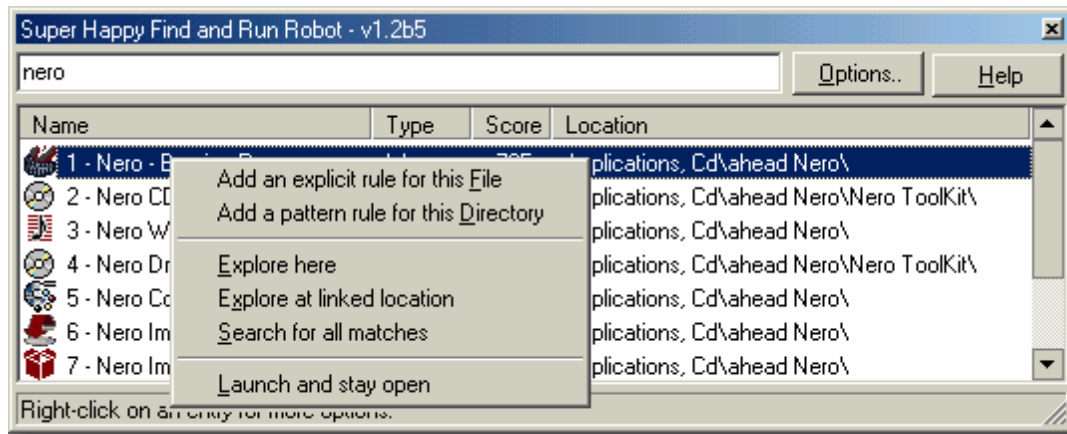 Super Happy Find and Run Robot - v1.2b5
nero Options.. Help
Name Type Score Location
1 - Nero - plications, Cd\ahead Nero\
Add an explicit rule for this File
2 - Nero plications, Cd\ahead Nero\Nero ToolKit\
Add a pattern rule for this Directory
3 - Nero plications, Cd\ahead Nero\
4 - Nero plications, Cd\ahead Nero\Nero ToolKit\
Explore here
5 - Nero plications, Cd\ahead Nero\
Explore at linked location
6 - Nero Im plications, Cd\ahead Nero\
Search for all matches
7 - Nero Im plications, Cd\ahead Nero\
Launch and stay open
Right-click on an entry for more options.